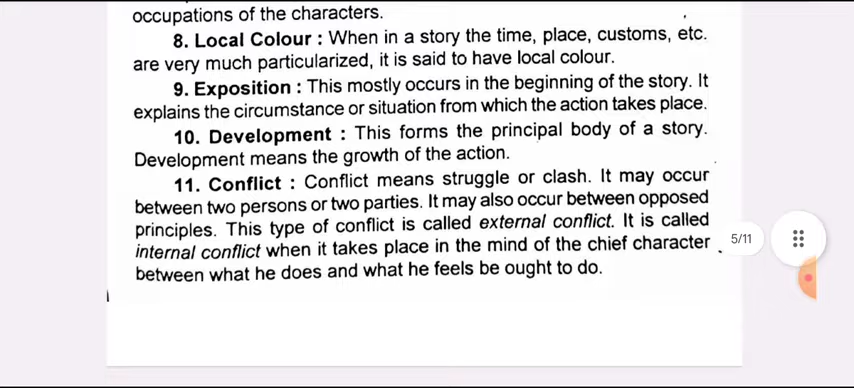 occupations of the characters.
8. Local Colour : When in a story the time, place, customs, etc.
are very much particularized, it is said to have local colour.
9. Exposition : This mostly occurs in the beginning of the story. It
explains the circumstance or situation from which the action takes place.
10. Development : This forms the principal body of a story.
Development means the growth of the action.
11. Conflict : Conflict means struggle or clash. It may occur
between two persons or two parties. It may also occur between opposed
principles. This type of conflict is called external conflict. It is called
internal conflict when it takes place in the mind of the chief character
between what he does and what he feels be ought to do.
5/11